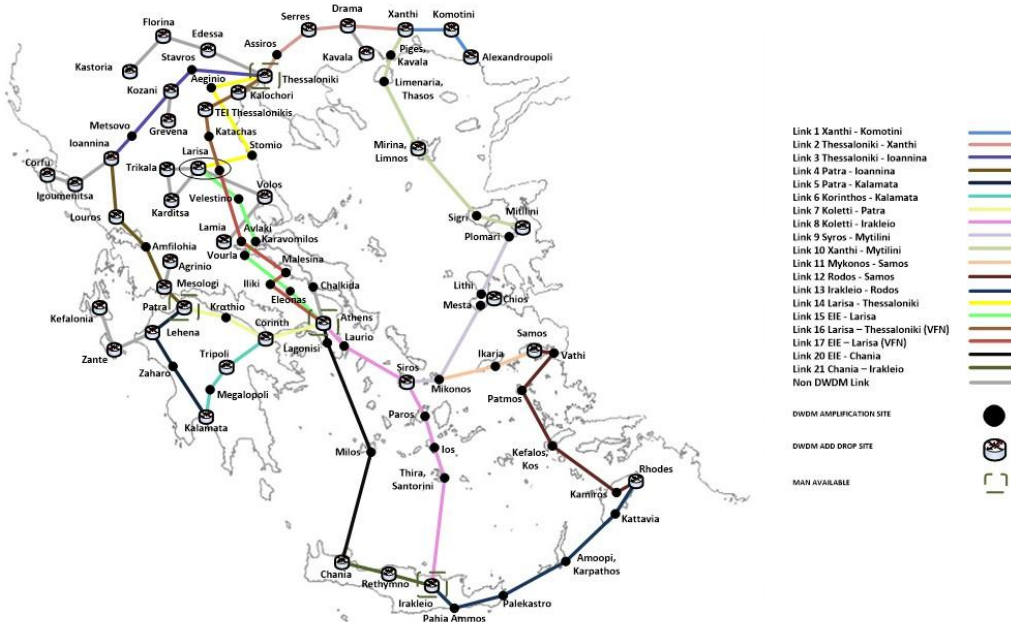 Florina
Edessa
Serres
Drama
Xanthi
Komotini
Stavros
Assiros
Kavala
Piges,
Kavala
Alexandroupoli
Kastoria
Aeginio
Thessaloniki
Kozani
Kalochori
Limenaria,
Thasos
TEI Thessalonikis
Grevena
Metsovo
Katachas
Mirina,
Limnos
Ioannina
Larisa
Stomio
Corfu
Trikala
Igoumenitsa
Volos
Karditsa
Velestino
Sigri
Mitilini
Louros
Lamia
Avlaki
Karavomilos
Plomari
Amfilohia
Vourla
Malesina
Agrinio
Iliki
Lithi
Mesologi
Eleonas
Chalkida
Mesta
Chios
Kefalonia
Patra
Krathio
Athens
Lehena
Corinth
Lagonisi
Laurio
Samos
Zante
Tripoli
Ikaria
Vathi
Zaharo
Siros
Mikonos
Megalopoli
Patmos
Kalamata
Paros
Milos
Ios
Kefalos,
Kos
Thira,
Santorini
Rhodes
Kamiros
Kattavia
Chania
Rethymno
Irakleio
Amoopi,
Karpathos
Palekastro
Pahia Ammos
Link 1 Xanthi - Komotini
Link 2 Thessaloniki - Xanthi
Link 3 Thessaloniki - Ioannina
Link 4 Patra - Ioannina
Link 5 Patra - Kalamata
Link 6 Korinthos - Kalamata
Link 7 Koletti - Patra
Link 8 Koletti - Irakleio
Link 9 Syros - Mytilini
Link 10 Xanthi - Mytilini
Link 11 Mykonos - Samos
Link 12 Rodos - Samos
Link 13 Irakleio - Rodos
Link 14 Larisa - Thessaloniki
Link 15 EIE - Larisa
Link 16 Larisa – Thessaloniki (VFN)
Link 17 EIE – Larisa (VFN)
Link 20 EIE - Chania
Link 21 Chania – Irakleio
Non DWDM Link
DWDM AMPLIFICATION SITE
DWDM ADD DROP SITE
MAN AVAILABLE